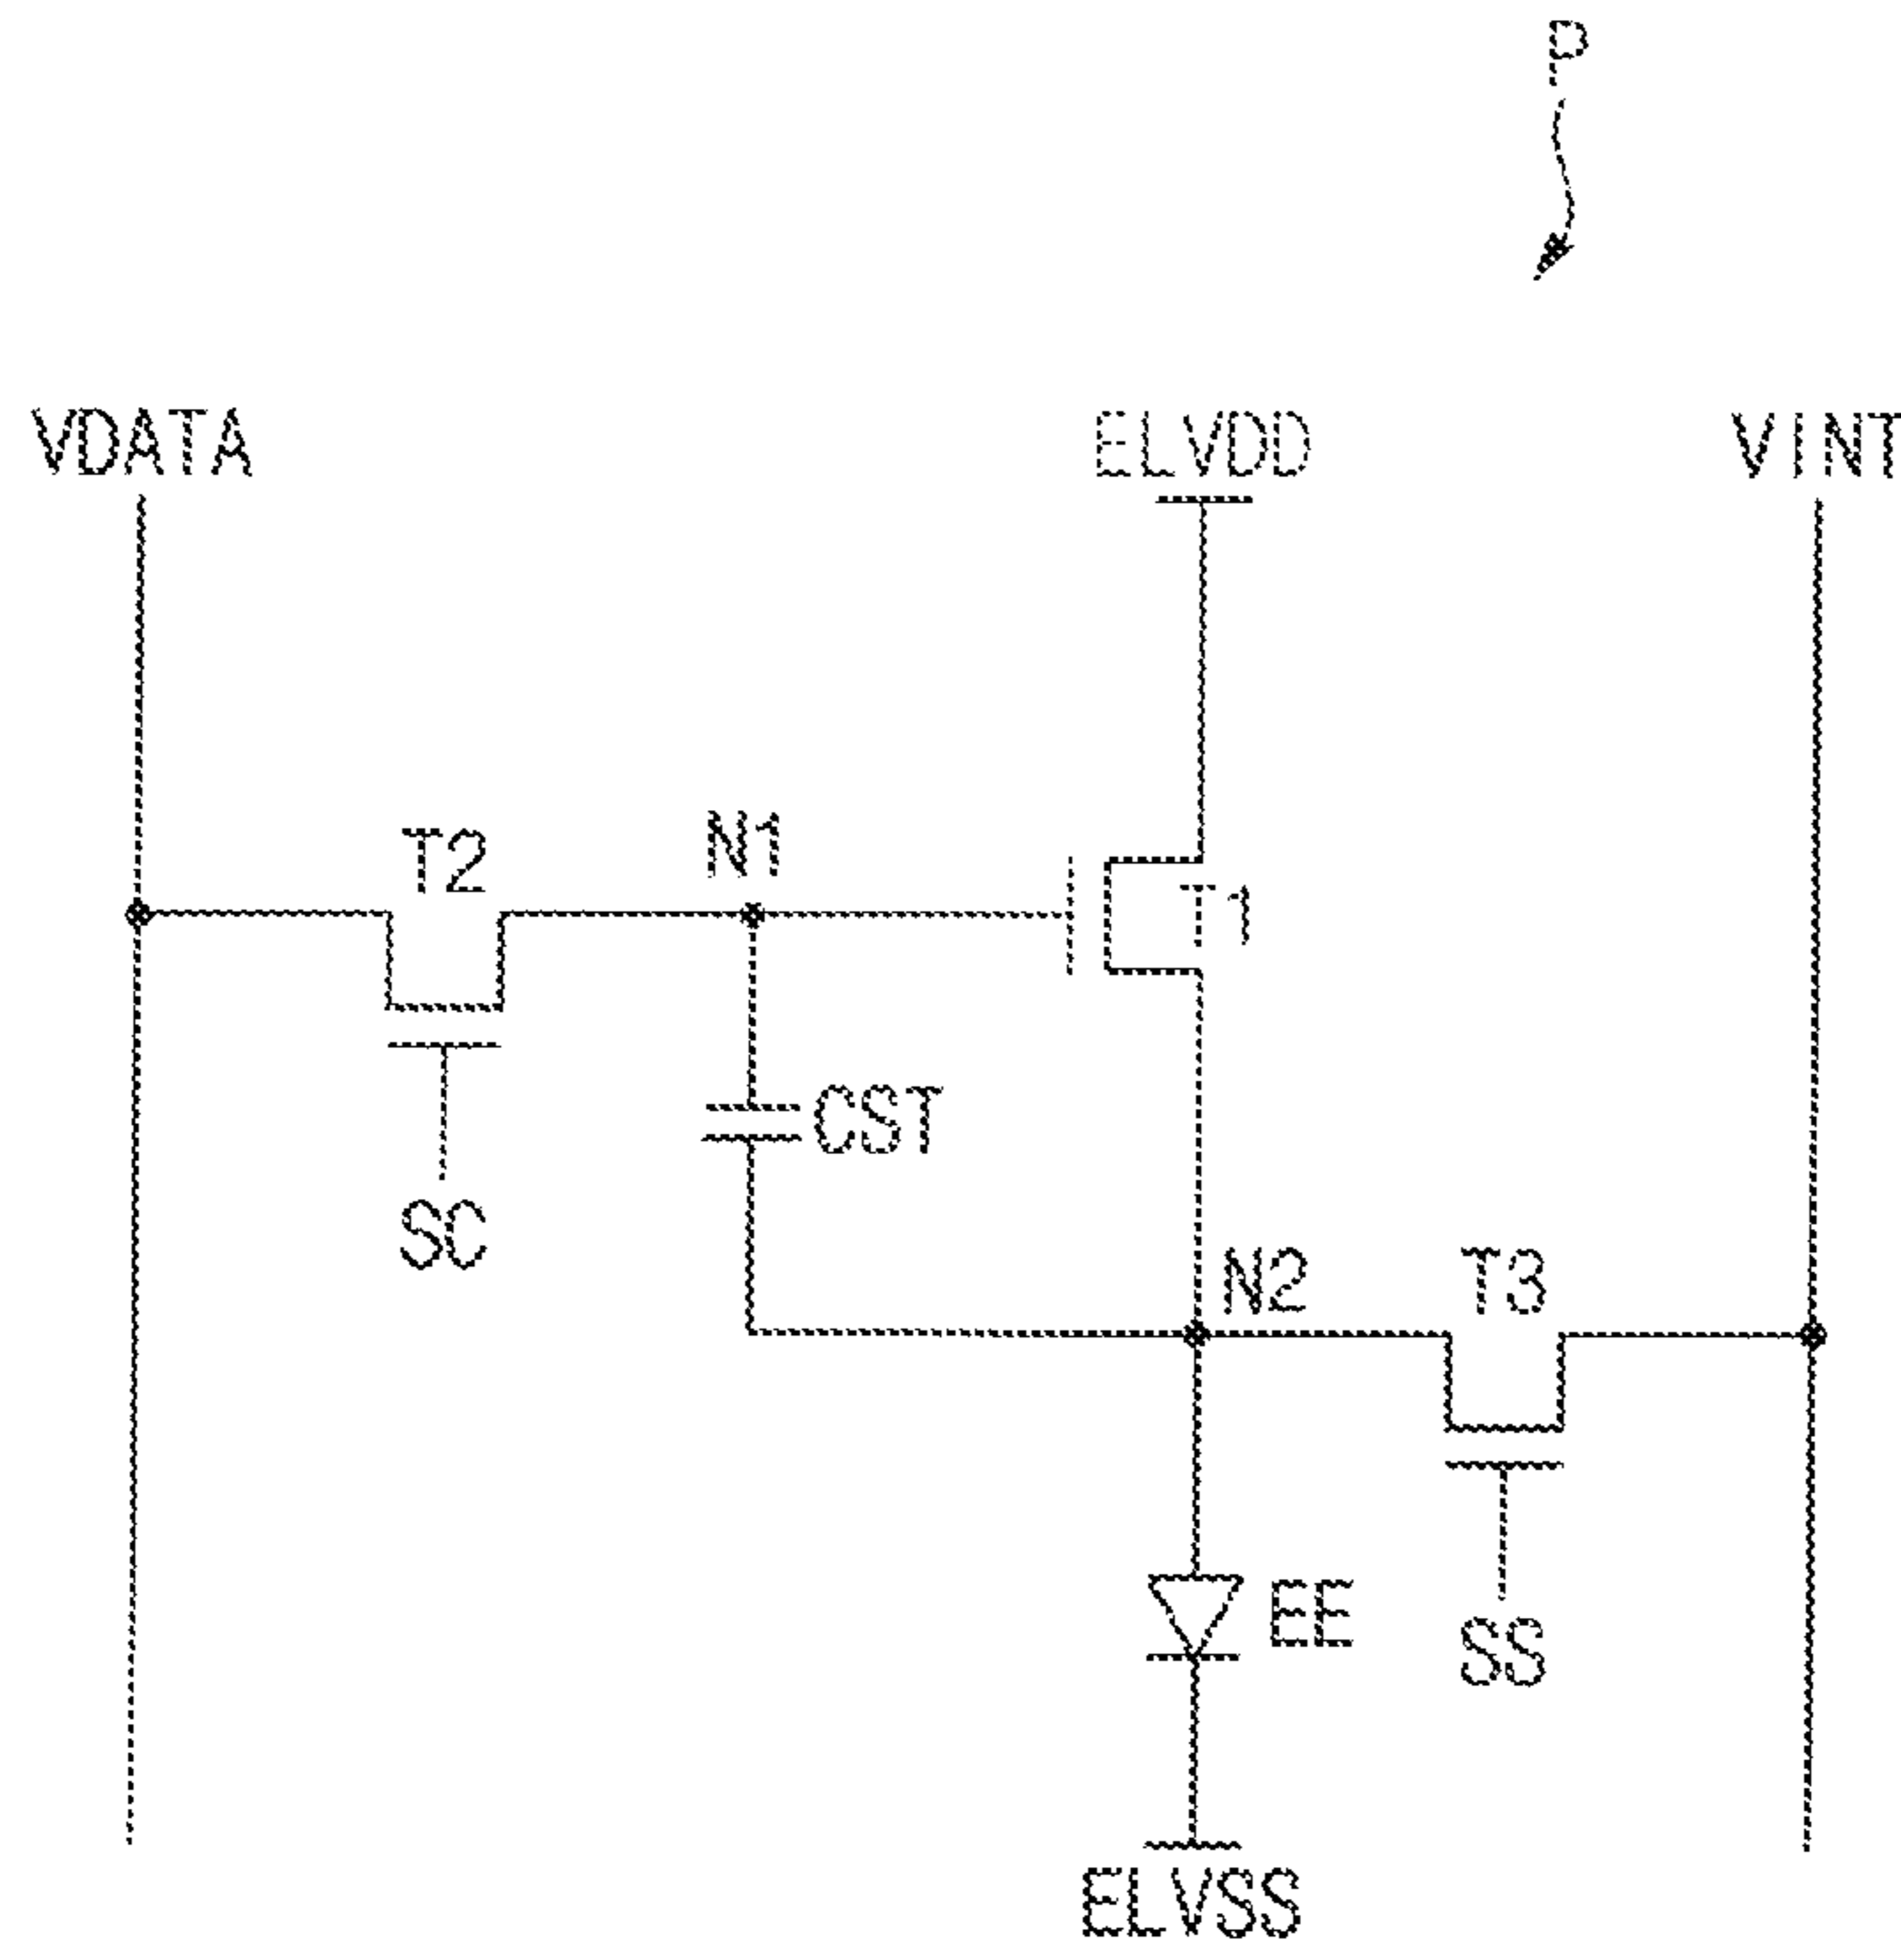 P
VDATA
ELVDD
VINT
T2
N1
T1
CST
SC
N2
T3
EE
SS
ELVSS